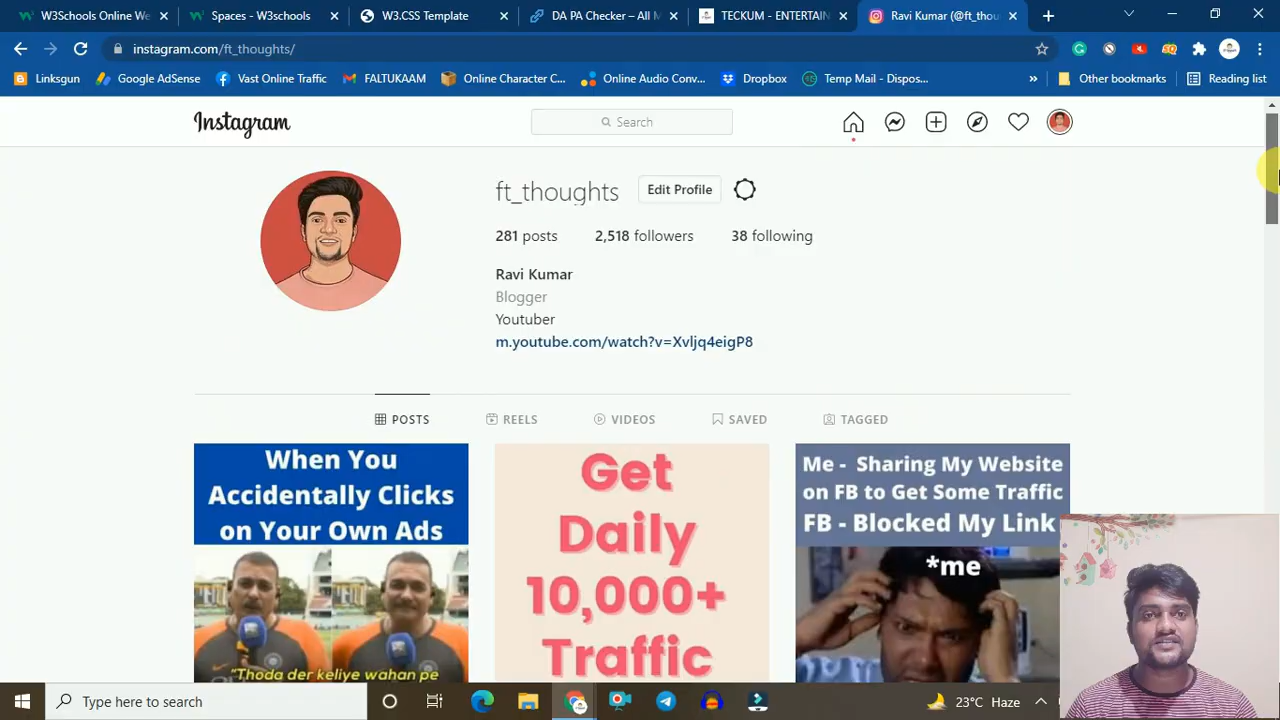 W3Schools Online We
Spaces - W3schools
W3.CSS Template
DA PA Checker – All M
TECKUM - ENTERTAIN
Ravi Kumar (@ft_thou
instagram.com/ft_thoughts/
Linksgun
Google AdSense
Vast Online Traffic
FALTUKAAM
Online Character C...
Online Audio Conv...
Dropbox
Temp Mail - Dispos...
»
Other bookmarks
Reading list
Instagram
Search
ft_thoughts
Edit Profile
281 posts
2,518 followers
38 following
Ravi Kumar
Blogger
Youtuber
m.youtube.com/watch?v=Xvljq4eigP8
POSTS
REELS
VIDEOS
SAVED
TAGGED
When You
Accidentally Clicks
on Your Own Ads
"Thoda der keliye wahan pe
Get
Daily
10,000+
Traffic
Me - Sharing My Website
on FB to Get Some Traffic
FB - Blocked My Link
*me
Type here to search
23°C Haze